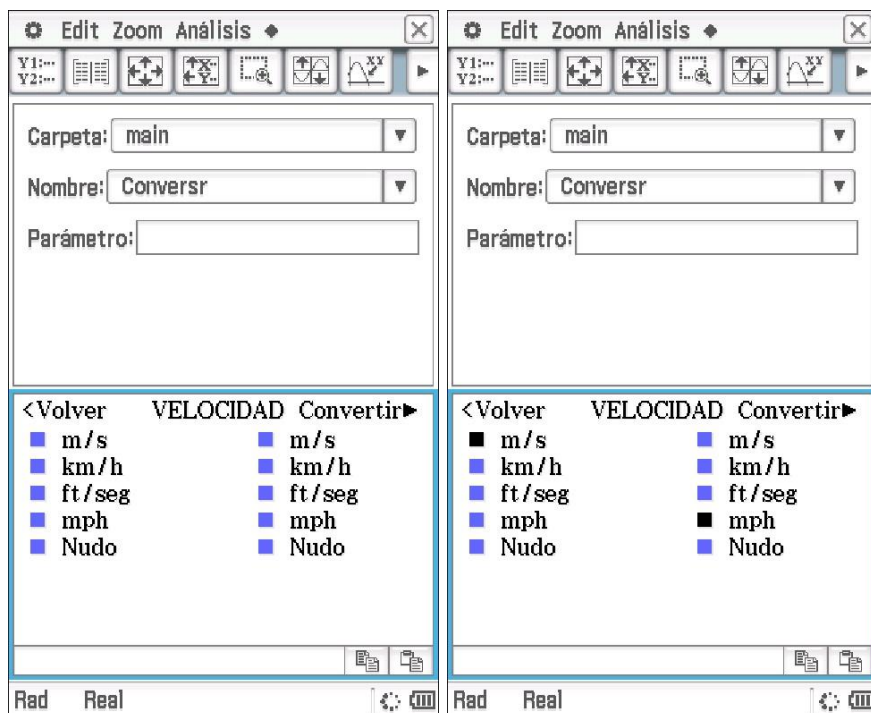 Edit Zoom Análisis
Y1:...
Y2:...
XY
Carpeta: main
Nombre: Conversr
Parámetro:
<Volver VELOCIDAD Convertir
m/s m/s
km/h km/h
ft/seg ft/seg
mph mph
Nudo Nudo
Rad Real
Edit Zoom Análisis
Y1:...
Y2:...
XY
Carpeta: main
Nombre: Conversr
Parámetro:
<Volver VELOCIDAD Convertir
m/s m/s
km/h km/h
ft/seg ft/seg
mph mph
Nudo Nudo
Rad Real